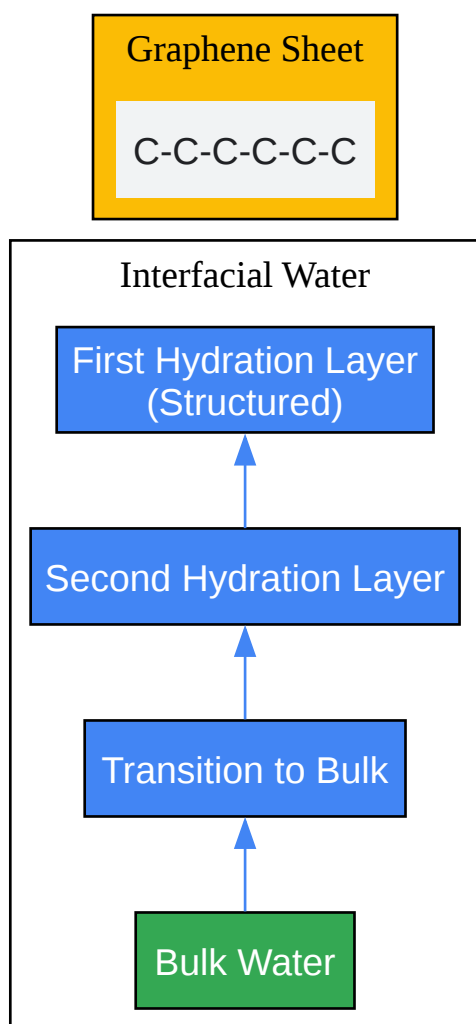 Graphene Sheet
C-C-C-C-C-C
Interfacial Water
First Hydration Layer
(Structured)
Second Hydration Layer
Transition to Bulk
Bulk Water